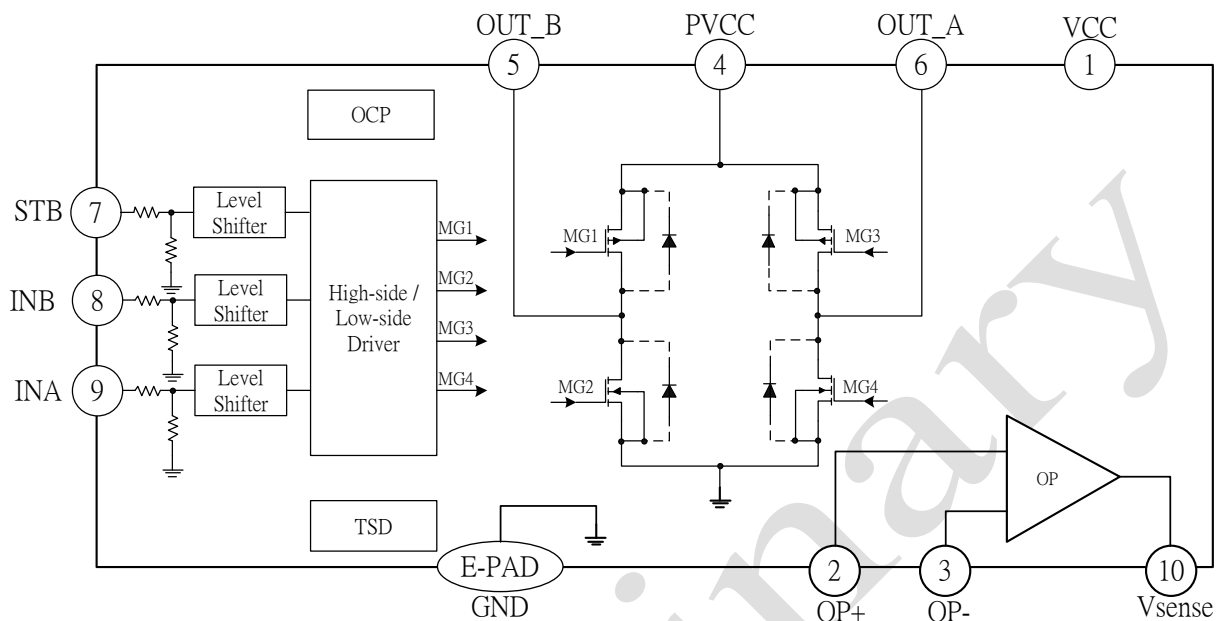 OUT_B
PVCC
OUT_A
VCC
5
4
6
1
OCP
STB
7
Level
Shifter
MG1
MG1
MG3
INB
8
Level
Shifter
High-side /
Low-side
Driver
MG2
MG3
INA
9
Level
Shifter
MG4
MG2
MG4
OP
TSD
E-PAD
GND
2
OP+
3
OP-
10
Vsense